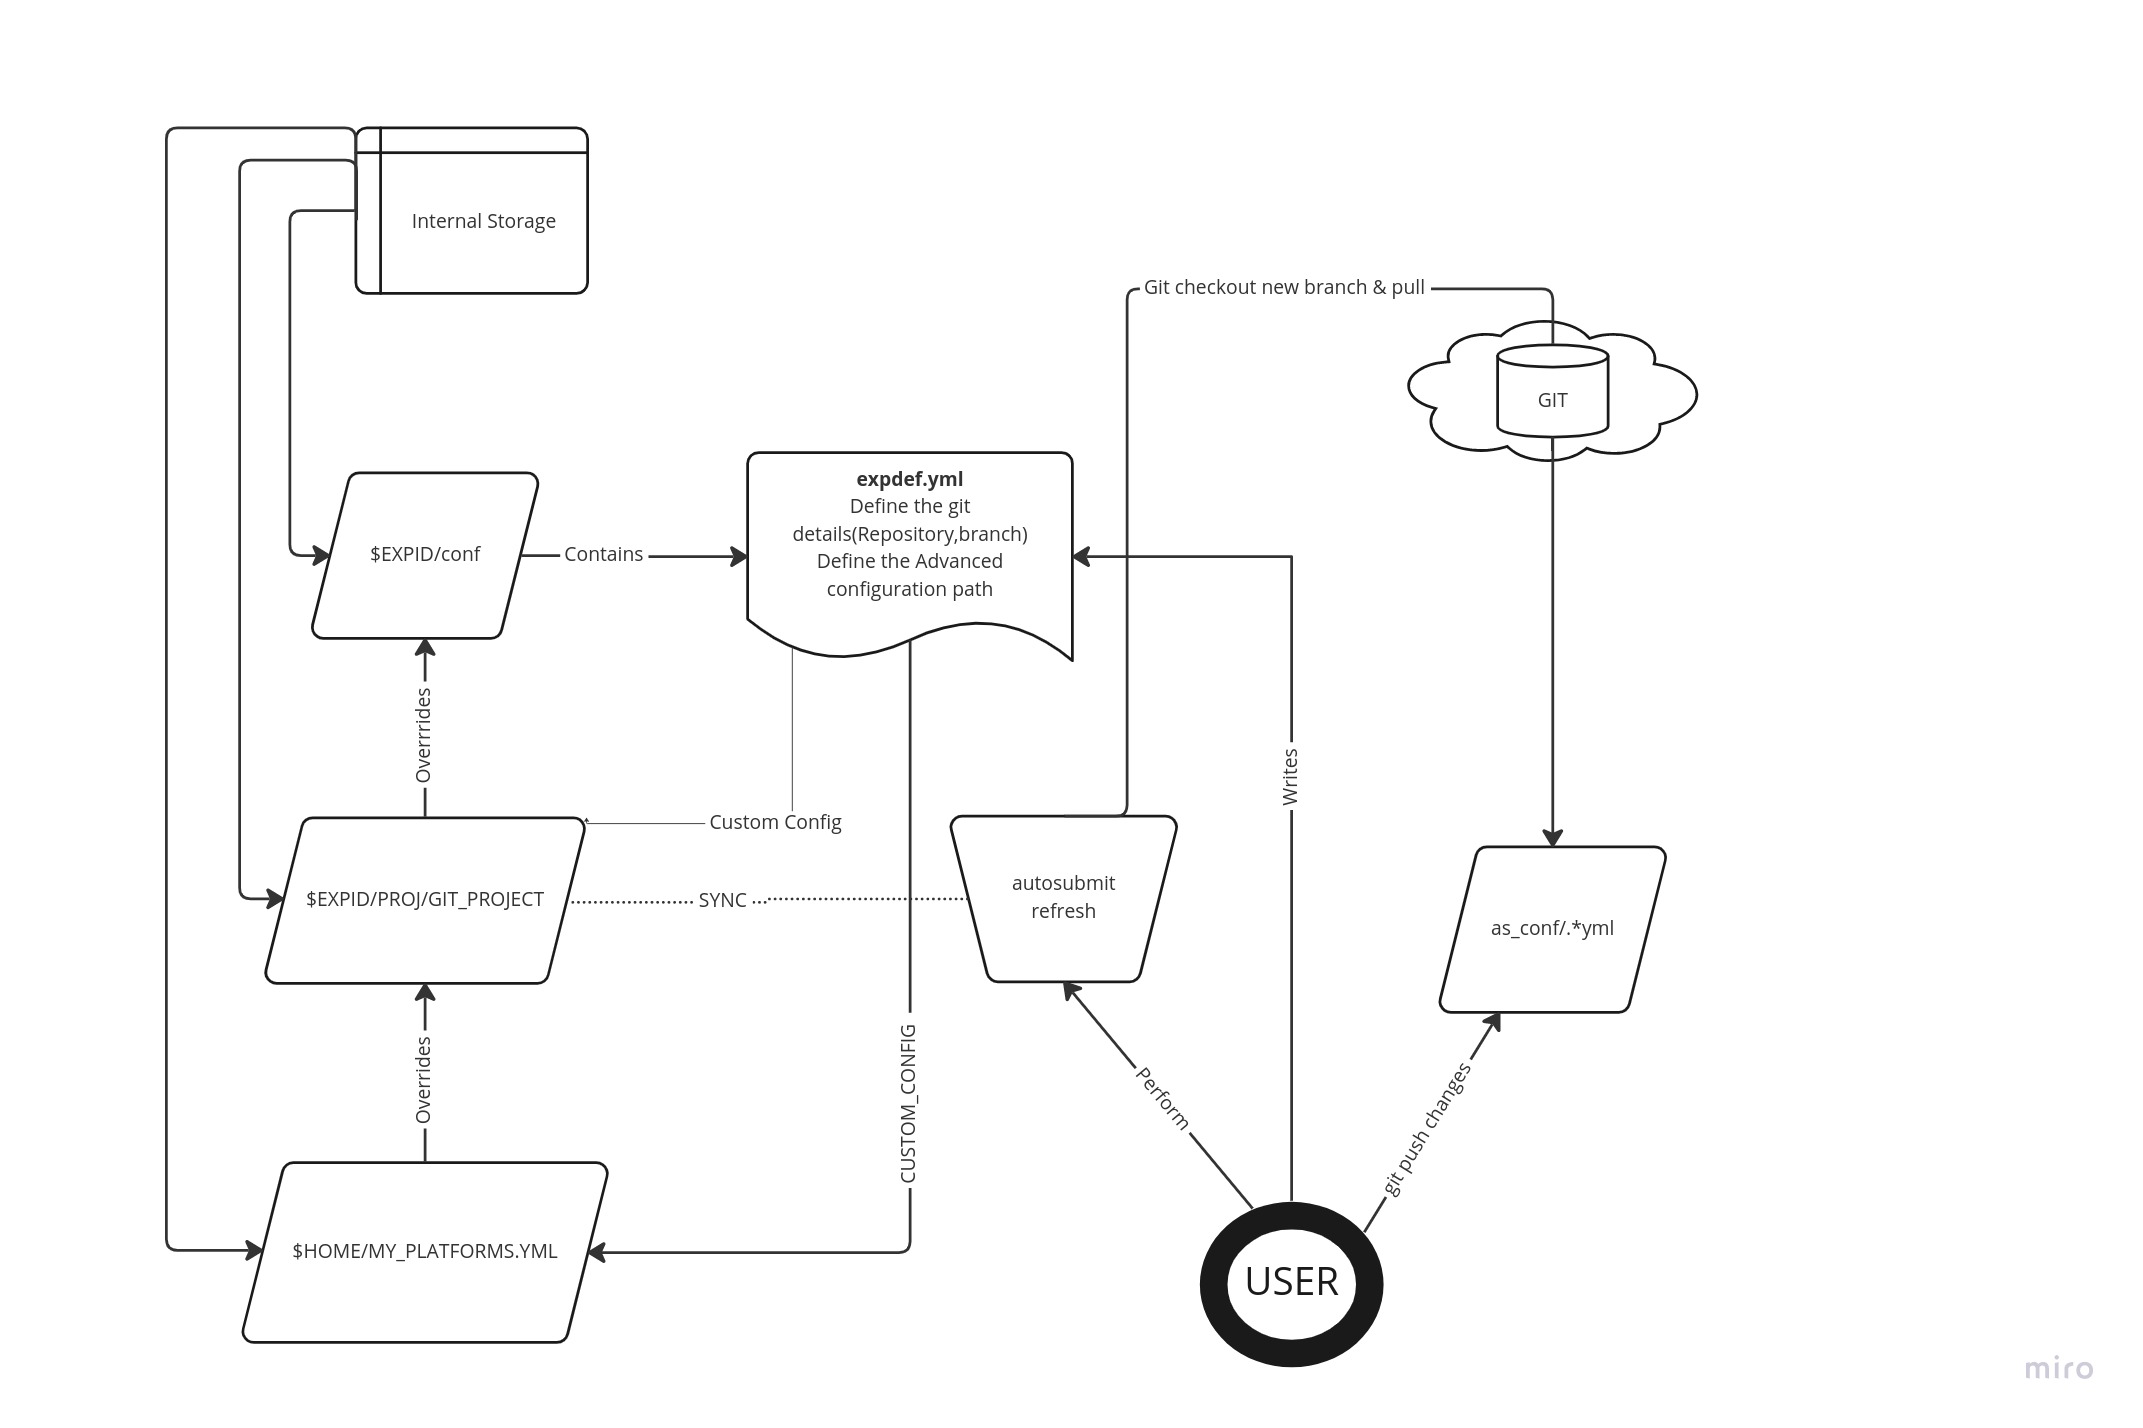 Internal Storage
Git checkout new branch & pull
GIT
expdef.yml
Define the git
details(Repository,branch)
Define the Advanced
configuration path
$EXPID/conf
Contains
Overrrides
Writes
Custom Config
$EXPID/PROJ/GIT_PROJECT
SYNC
autosubmit
refresh
as_conf/.*yml
Overrides
CUSTOM_CONFIG
Perform
git push changes
$HOME/MY_PLATFORMS.YML
USER
miro